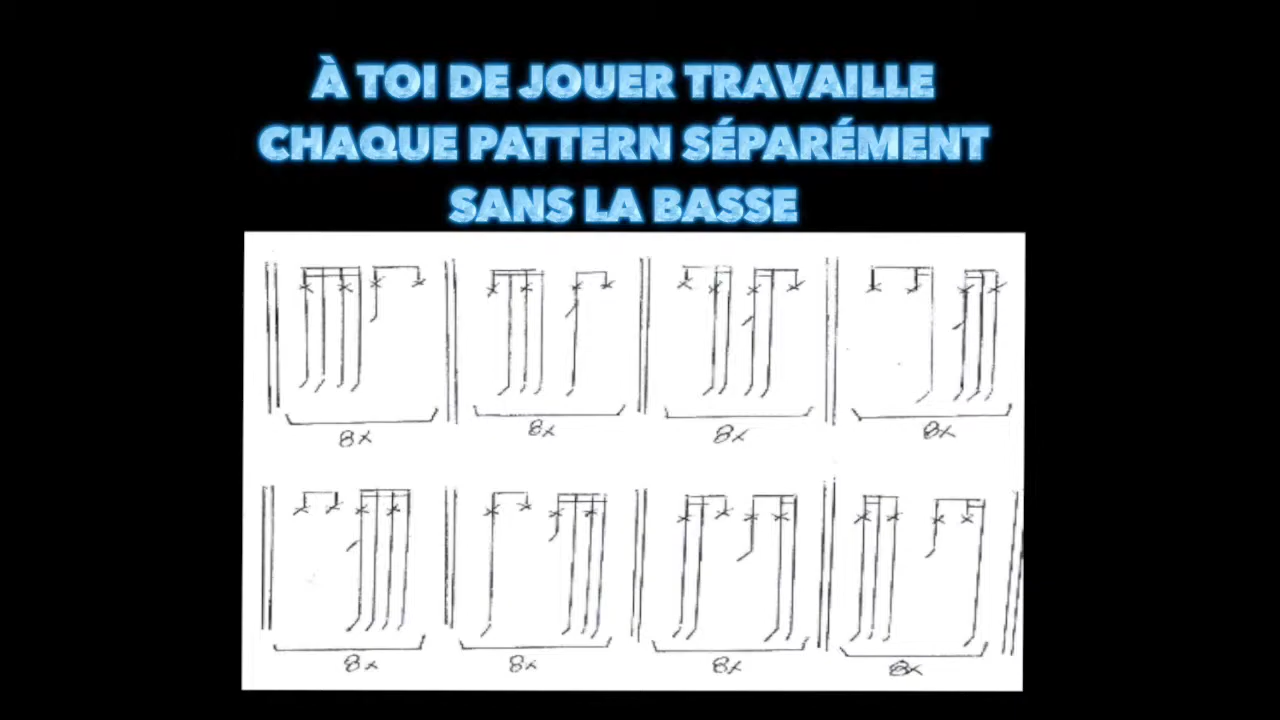 À TOI DE JOUER TRAVAILLE
CHAQUE PATTERN SÉPARÉMENT
SANS LA BASSE
8x 8x 8x 8x
8x 8x 8x 8x